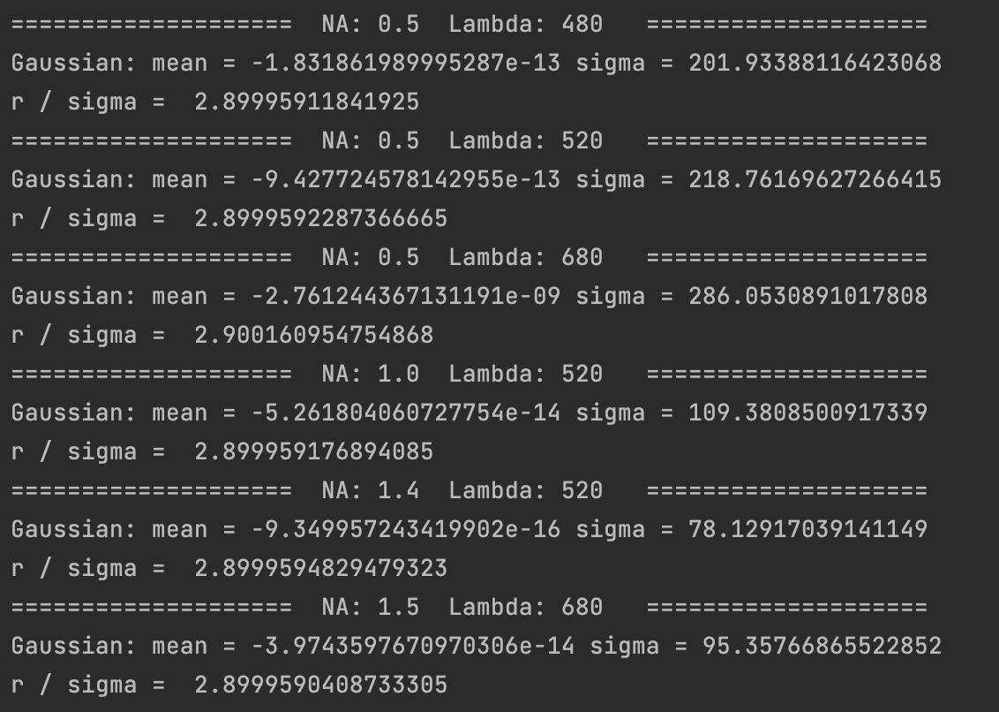 ====================  NA: 0.5  Lambda: 480   ====================
Gaussian: mean = -1.831861989995287e-13 sigma = 201.93388116423068
r / sigma =  2.89995911841925
====================  NA: 0.5  Lambda: 520   ====================
Gaussian: mean = -9.427724578142955e-13 sigma = 218.76169627266415
r / sigma =  2.8999592287366665
====================  NA: 0.5  Lambda: 680   ====================
Gaussian: mean = -2.761244367131191e-09 sigma = 286.0530891017808
r / sigma =  2.900160954754868
====================  NA: 1.0  Lambda: 520   ====================
Gaussian: mean = -5.261804060727754e-14 sigma = 109.3808500917339
r / sigma =  2.899959176894085
====================  NA: 1.4  Lambda: 520   ====================
Gaussian: mean = -9.349957243419902e-16 sigma = 78.12917039141149
r / sigma =  2.8999594829479323
====================  NA: 1.5  Lambda: 680   ====================
Gaussian: mean = -3.9743597670970306e-14 sigma = 95.35766865522852
r / sigma =  2.8999590408733305